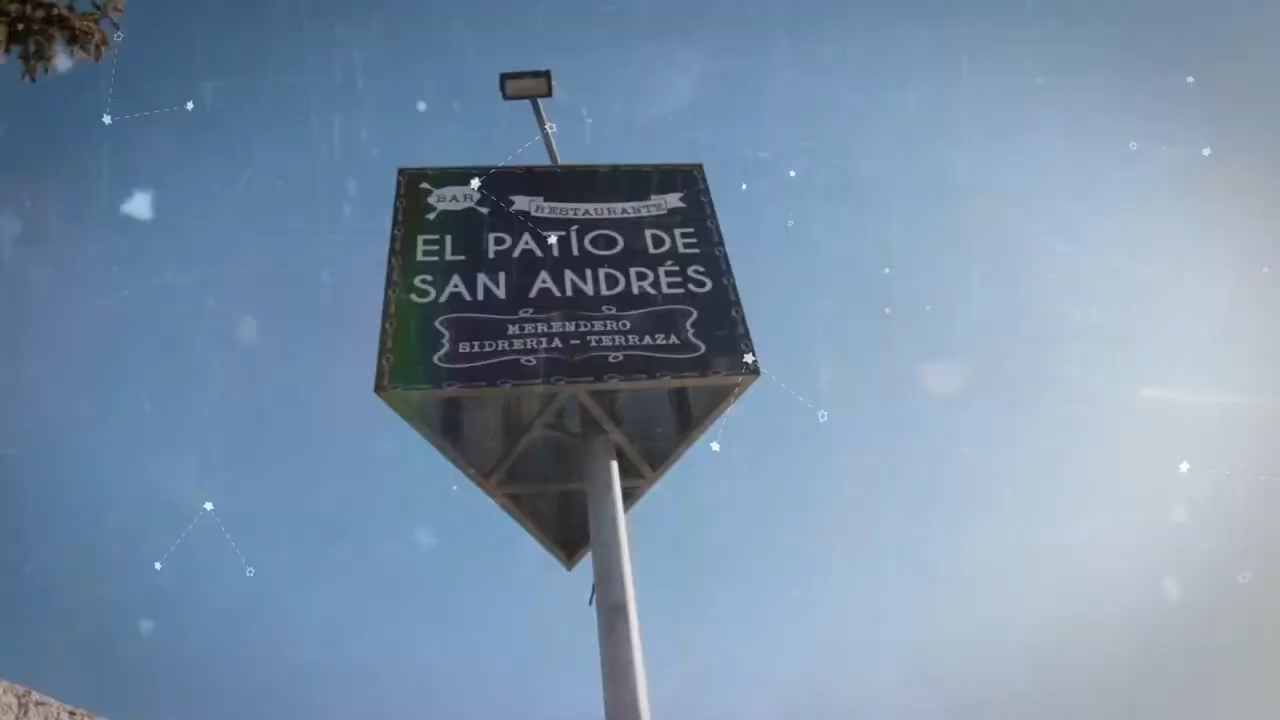 BAR RESTAURANTE
EL PATÍO DE
SAN ANDRÉS
MERENDERO
SIDRERIA - TERRAZA